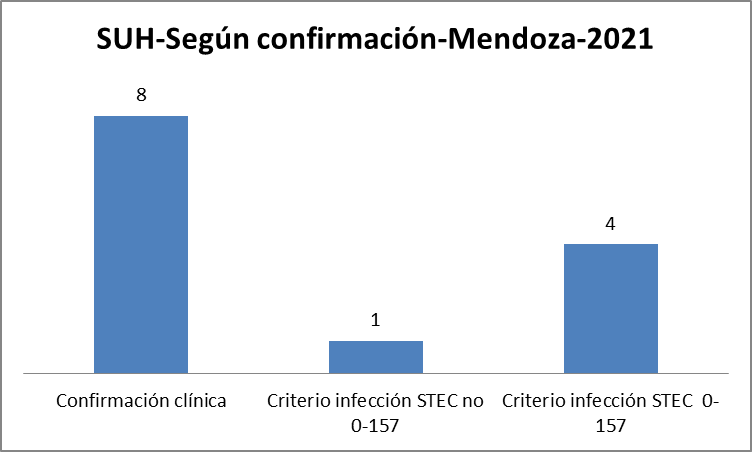 SUH-Según confirmación-Mendoza-2021
8
1
4
Confirmación clínica
Criterio infección STEC no
0-157
Criterio infección STEC  0-
157